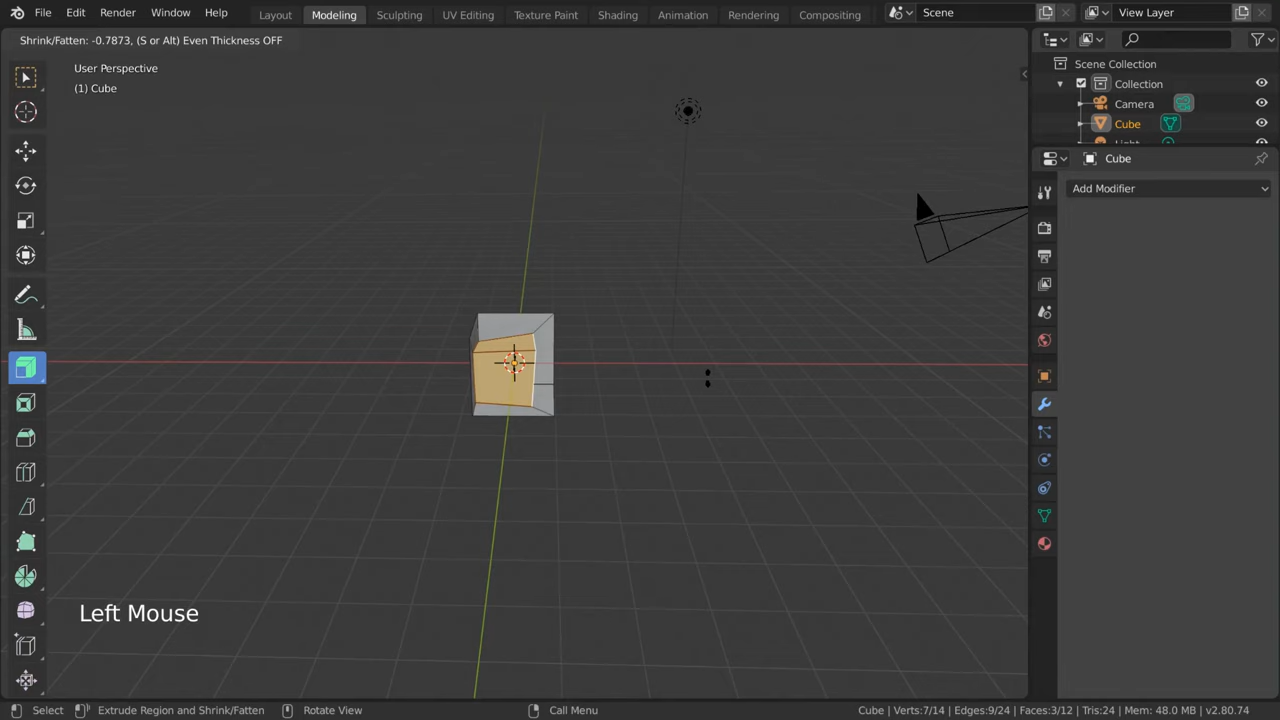 File Edit Render Window Help Layout Modeling Sculpting UV Editing Texture Paint Shading Animation Rendering Compositing Scene View Layer
Shrink/Fatten: -0.7873, (S or Alt) Even Thickness OFF
User Perspective
(1) Cube
Scene Collection
Collection
Camera
Cube
Light
Cube
Add Modifier
Left Mouse
Select Extrude Region and Shrink/Fatten Rotate View Call Menu Cube | Verts:7/14 | Edges:9/24 | Faces:3/12 | Tris:24 | Mem: 48.0 MB | v2.80.74